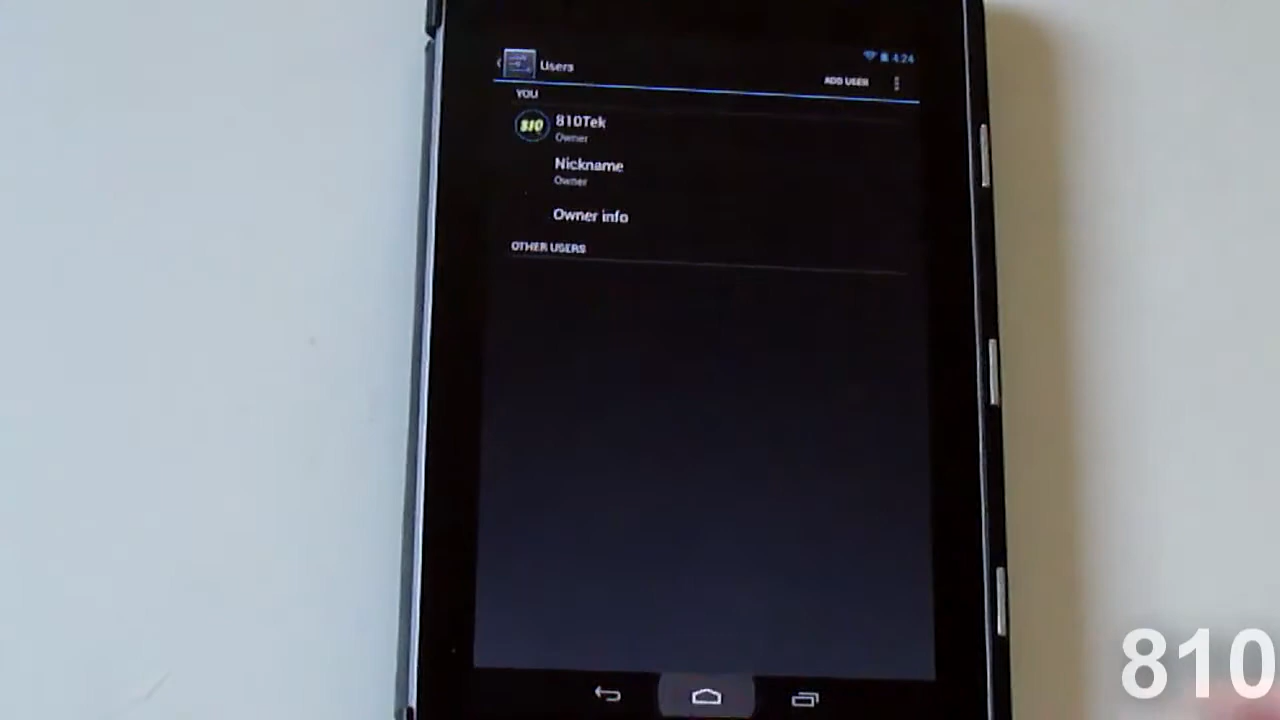 Users
4:24
ADD USER
YOU
810
810Tek
Owner
Nickname
Owner
Owner info
OTHER USERS
810